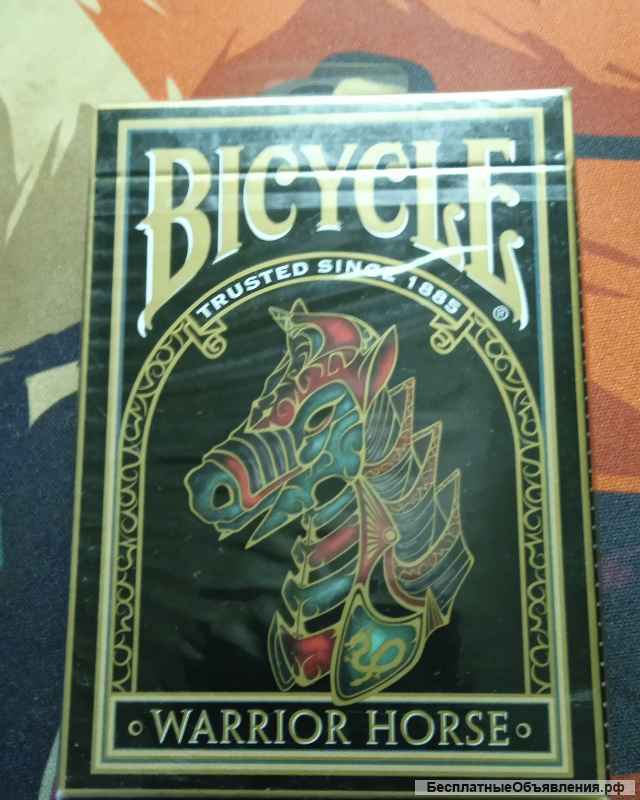 BICYCLE
®
TRUSTED SINCE 1885
WARRIOR HORSE
БесплатныеОбъявления.рф